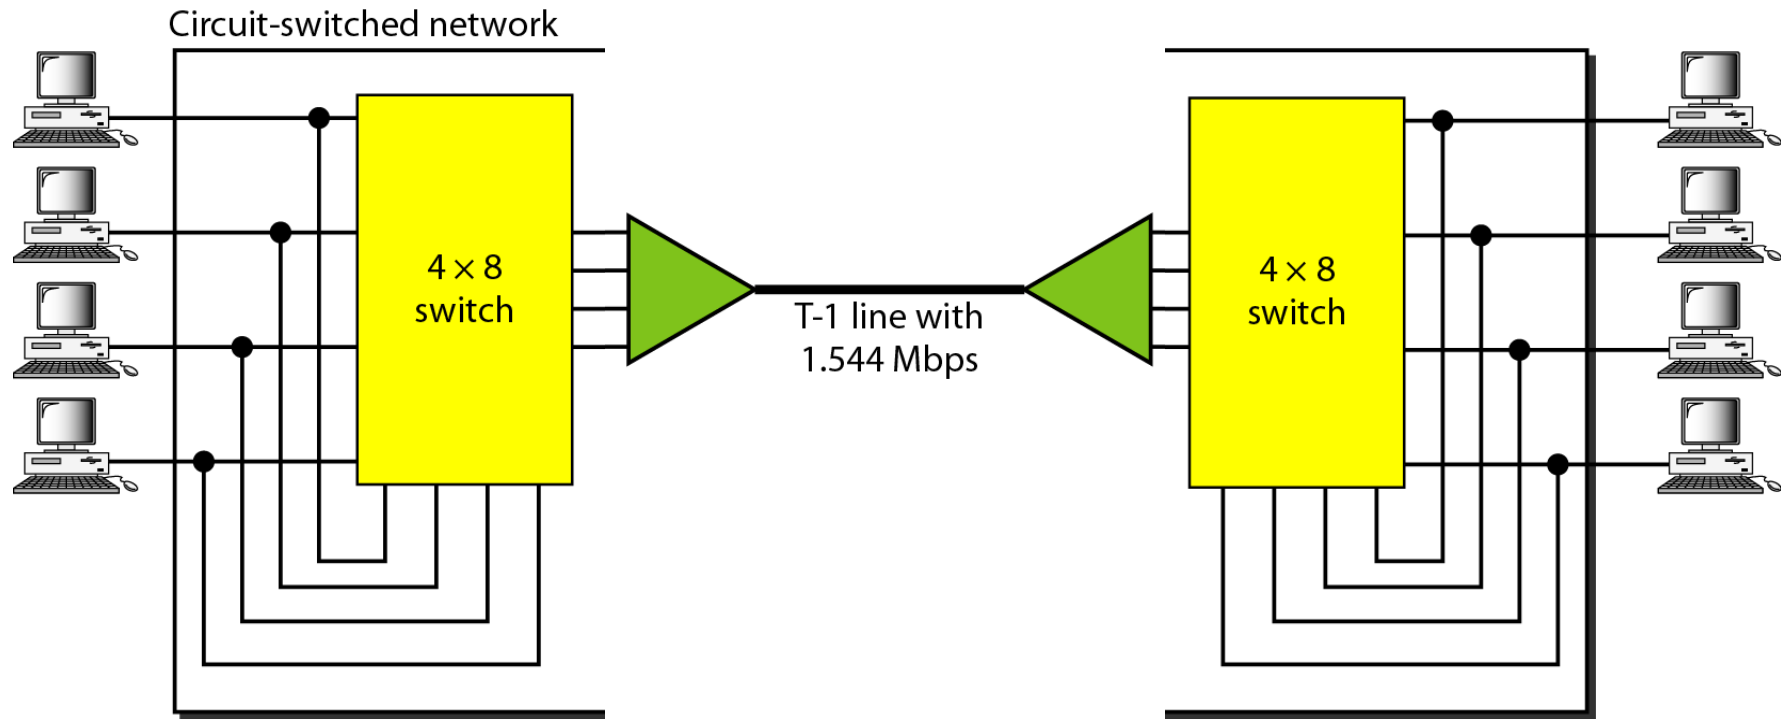 Circuit-switched network
4 × 8
switch
T-1 line with
1.544 Mbps
4 × 8
switch